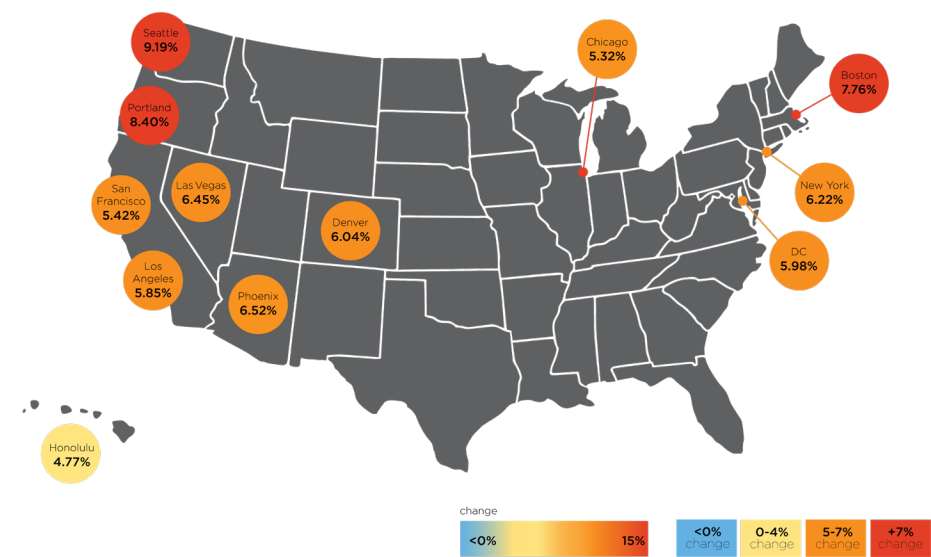 Seattle
9.19%
Chicago
5.32%
Boston
7.76%
Portland
8.40%
San
Francisco
5.42%
Las Vegas
6.45%
New York
6.22%
Denver
6.04%
DC
5.98%
Los
Angeles
5.85%
Phoenix
6.52%
Honolulu
4.77%
change
<0%
15%
<0%
change
0-4%
change
5-7%
change
+7%
change